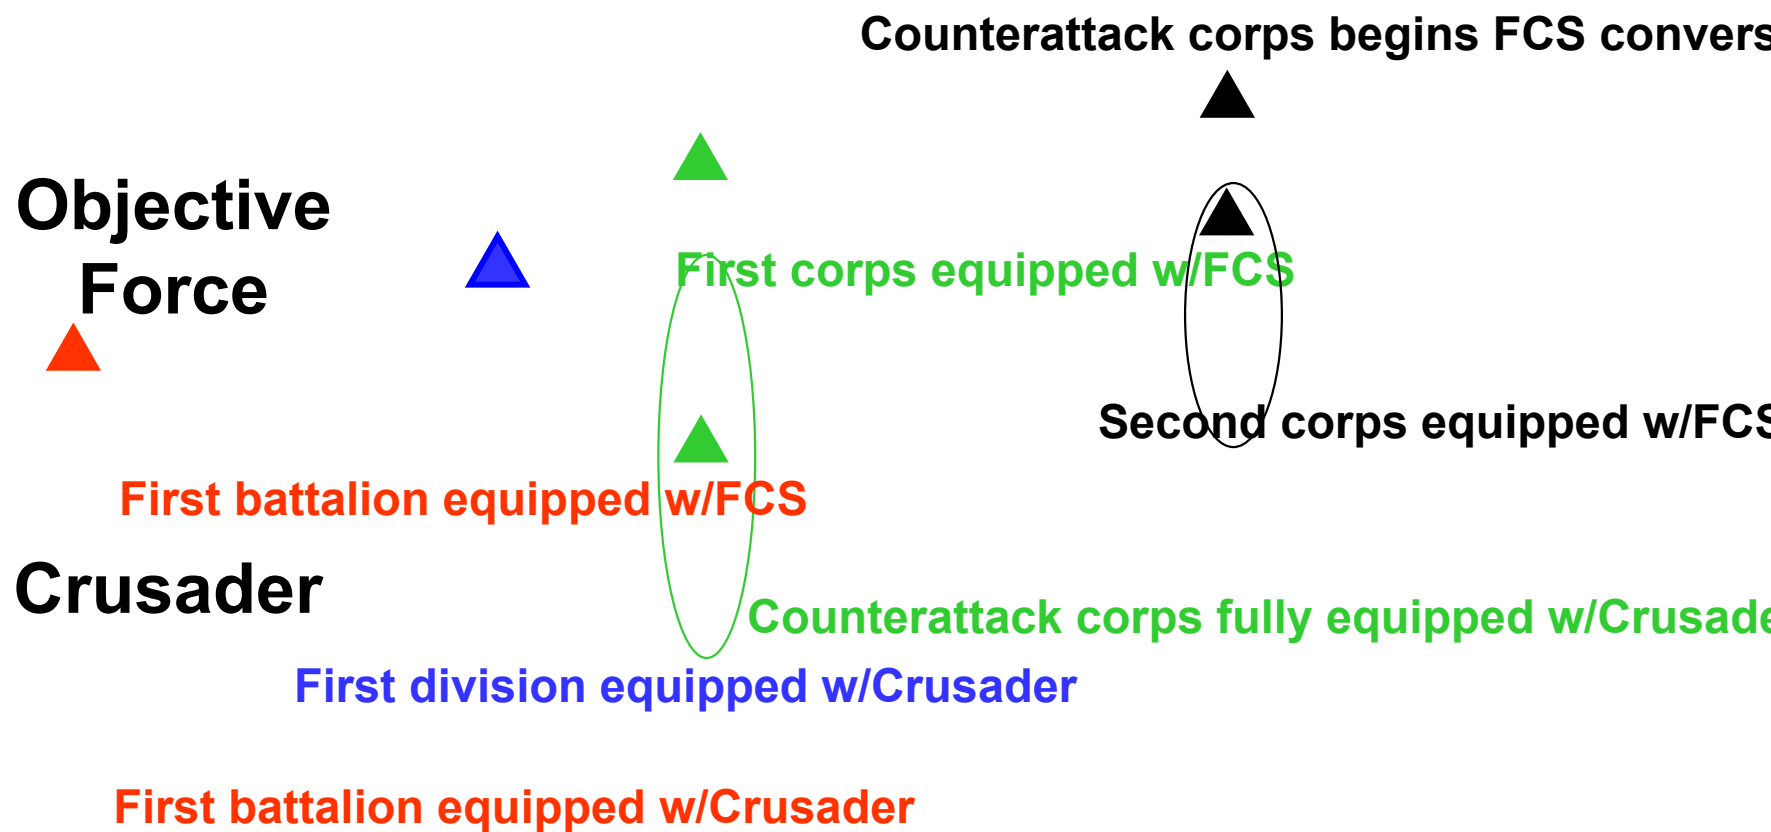 Counterattack corps begins FCS convers
Objective
Force
First corps equipped w/FCS
Second corps equipped w/FCS
First battalion equipped w/FCS
Crusader
Counterattack corps fully equipped w/Crusade
First division equipped w/Crusader
First battalion equipped w/Crusader